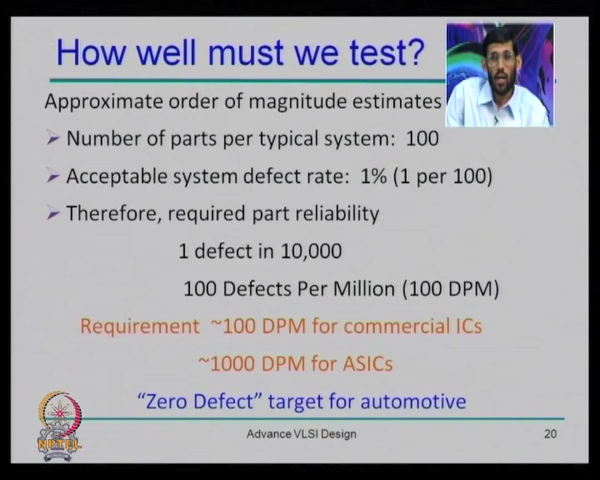 How well must we test?
Approximate order of magnitude estimates
Number of parts per typical system: 100
Acceptable system defect rate: 1% (1 per 100)
Therefore, required part reliability
1 defect in 10,000
100 Defects Per Million (100 DPM)
Requirement ~100 DPM for commercial ICs
~1000 DPM for ASICs
“Zero Defect” target for automotive
NPTEL
Advance VLSI Design
20